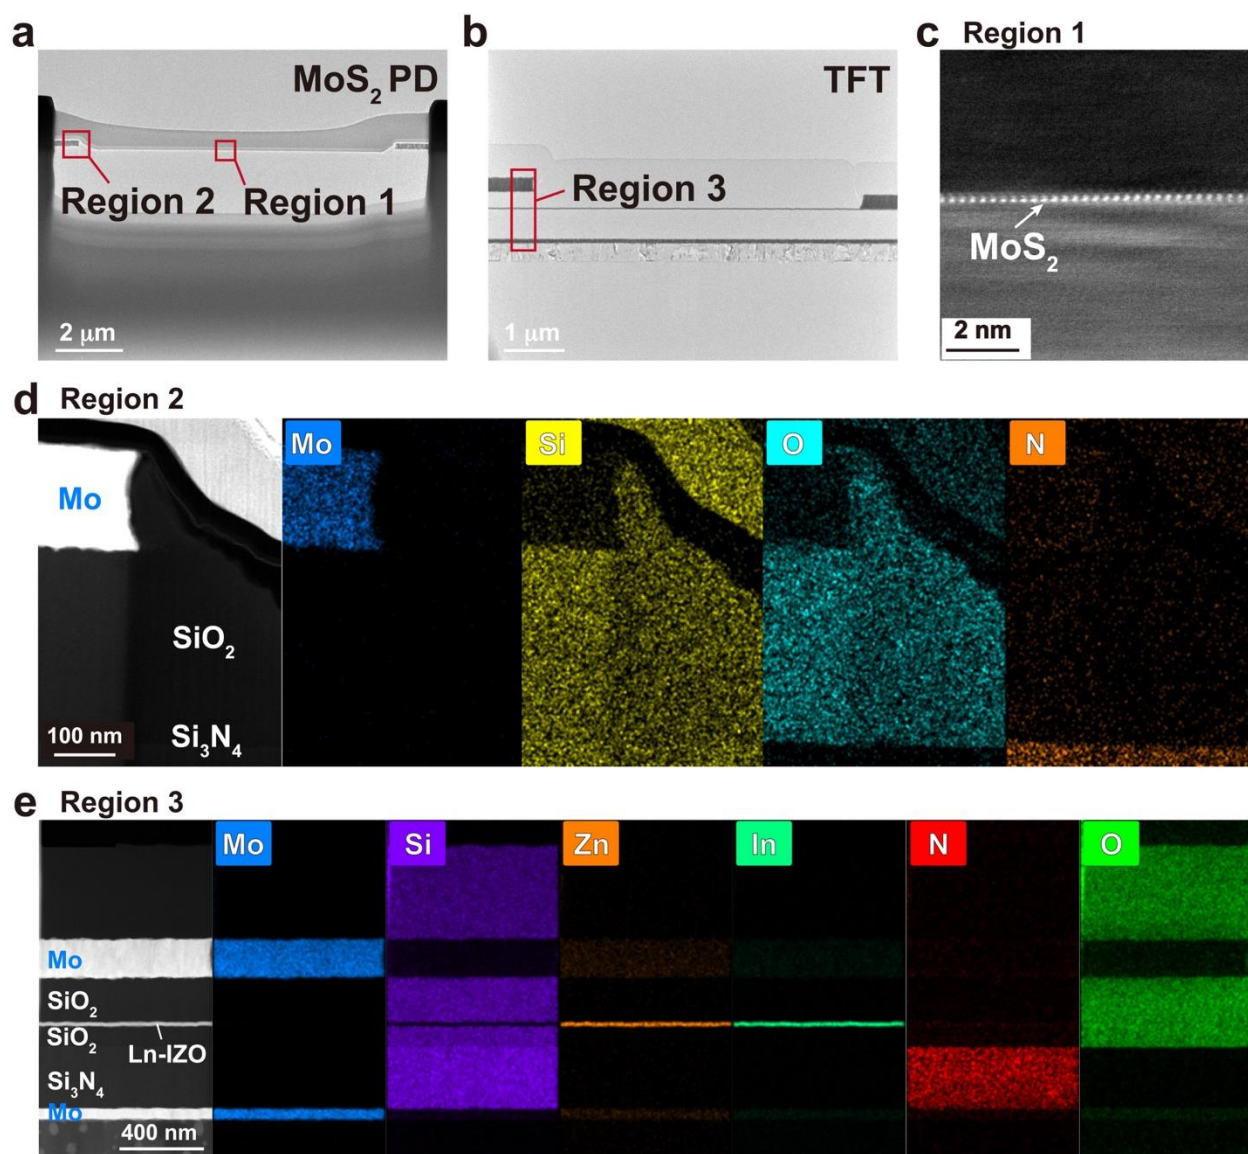 a
MoS₂ PD
Region 2
Region 1
2 μm
b
TFT
Region 3
1 μm
c Region 1
MoS₂
2 nm
d Region 2
Mo
SiO₂
Si₃N₄
100 nm
Mo
Si
O
N
e Region 3
Mo
SiO₂
SiO₂
Ln-IZO
Si₃N₄
Mo
400 nm
Mo
Si
Zn
In
N
O